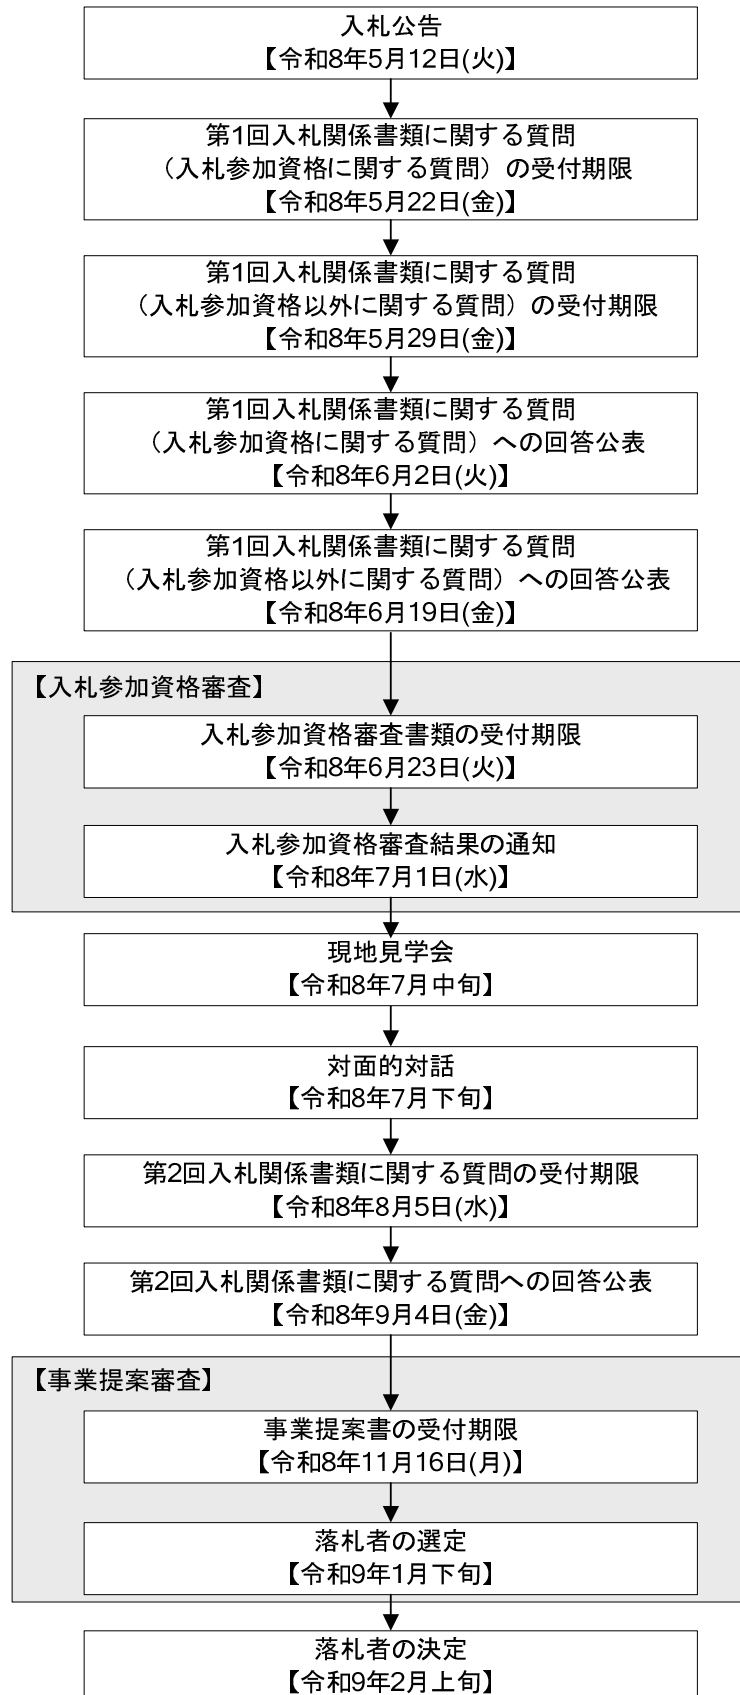 入札公告
【令和8年5月12日(火)】
第1回入札関係書類に関する質問
（入札参加資格に関する質問）の受付期限
【令和8年5月22日(金)】
第1回入札関係書類に関する質問
（入札参加資格以外に関する質問）の受付期限
【令和8年5月29日(金)】
第1回入札関係書類に関する質問
（入札参加資格に関する質問）への回答公表
【令和8年6月2日(火)】
第1回入札関係書類に関する質問
（入札参加資格以外に関する質問）への回答公表
【令和8年6月19日(金)】
【入札参加資格審査】
入札参加資格審査書類の受付期限
【令和8年6月23日(火)】
入札参加資格審査結果の通知
【令和8年7月1日(水)】
現地見学会
【令和8年7月中旬】
対面的対話
【令和8年7月下旬】
第2回入札関係書類に関する質問の受付期限
【令和8年8月5日(水)】
第2回入札関係書類に関する質問への回答公表
【令和8年9月4日(金)】
【事業提案審査】
事業提案書の受付期限
【令和8年11月16日(月)】
落札者の選定
【令和9年1月下旬】
落札者の決定
【令和9年2月上旬】